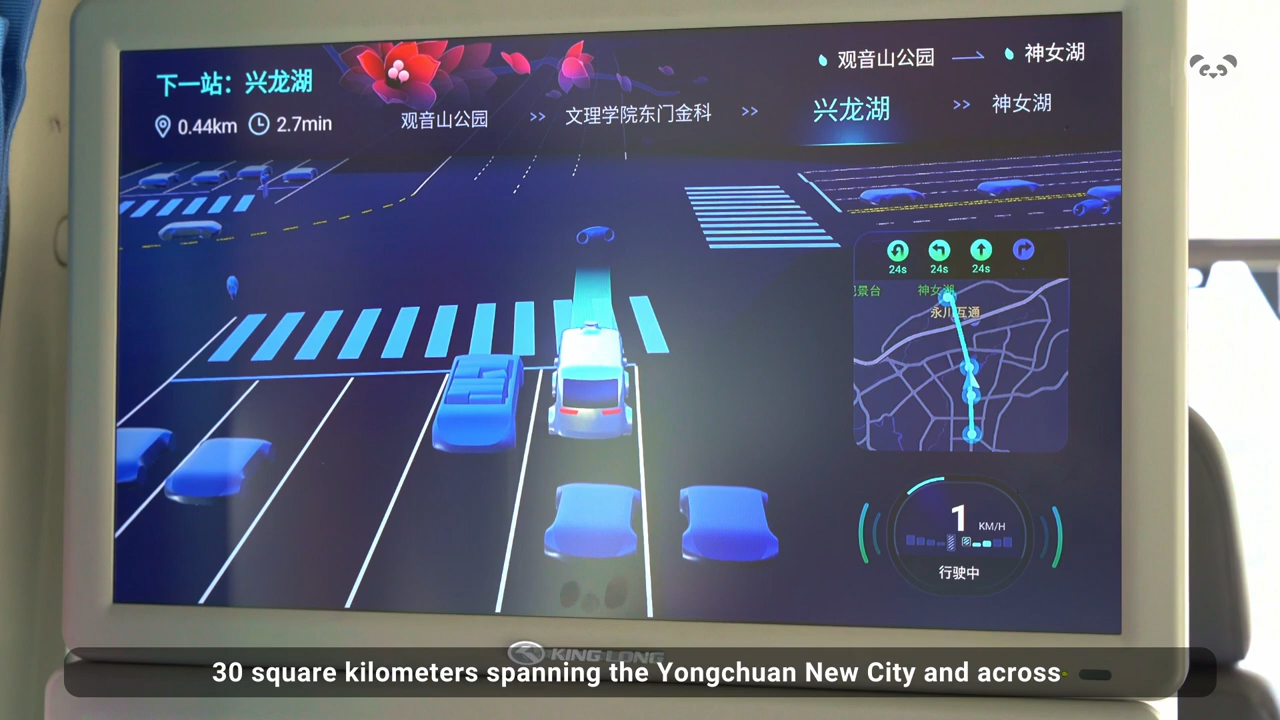 下一站：兴龙湖
0.44km 2.7min
观音山公园 → 神女湖
观音山公园 >> 文理学院东门金科 >> 兴龙湖 >> 神女湖
24s 24s 24s
景台 神女湖
永川互通
1 KM/H
行驶中
KING LONG
30 square kilometers spanning the Yongchuan New City and across